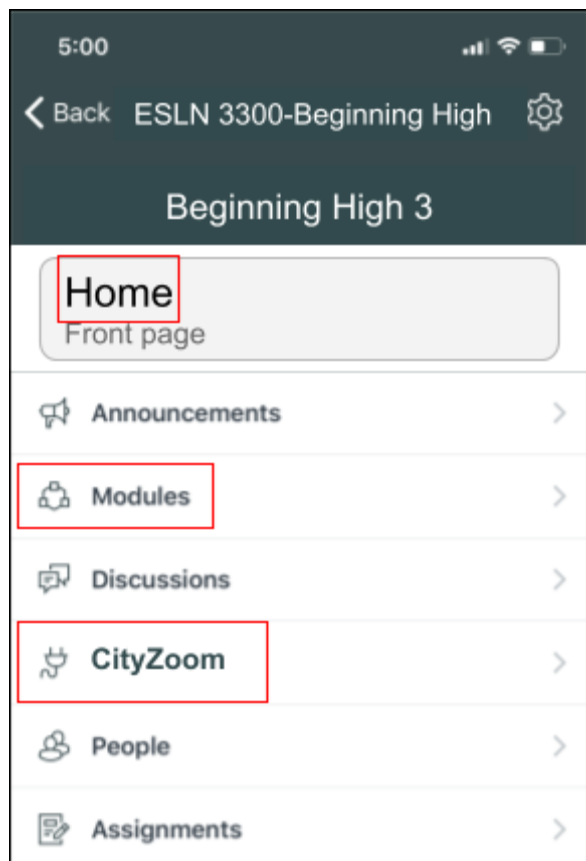 5:00
Back ESLN 3300-Beginning High
Beginning High 3
Home
Front page
Announcements
Modules
Discussions
CityZoom
People
Assignments